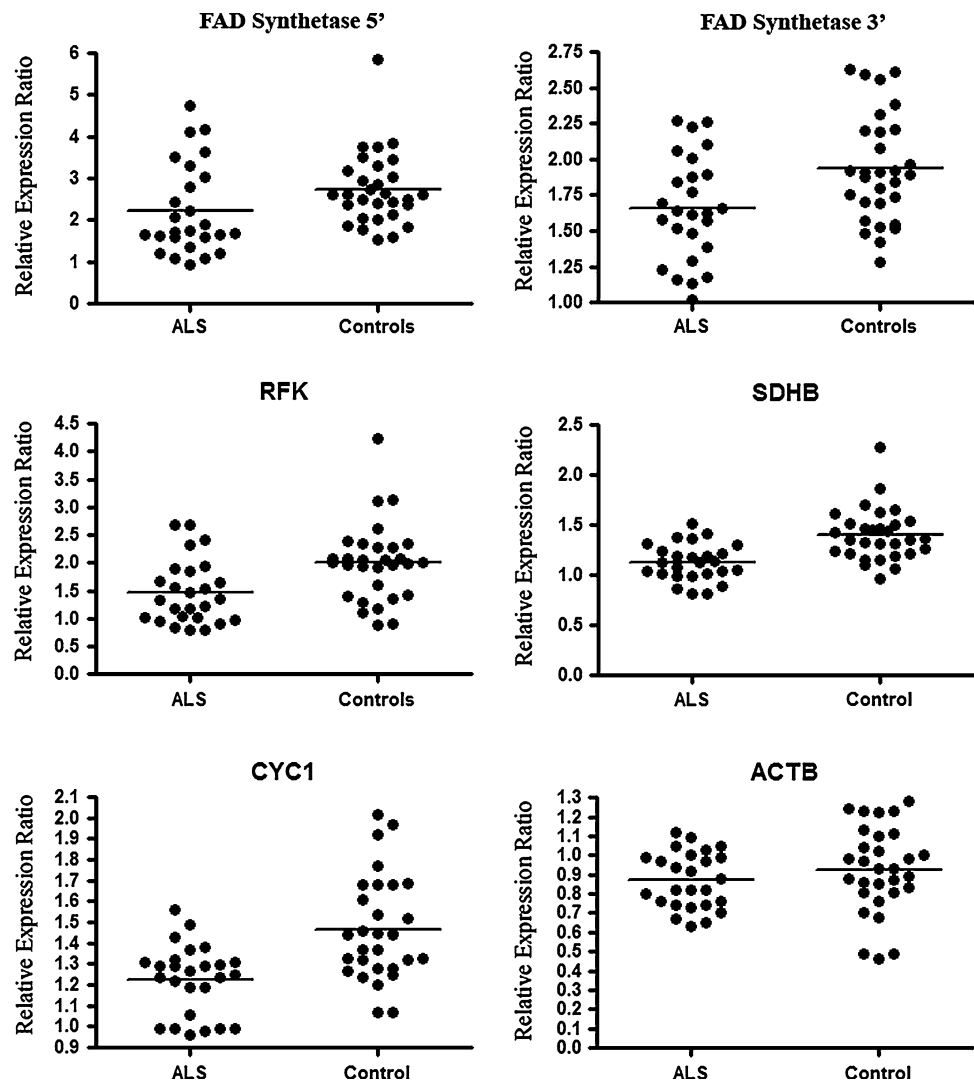 FAD Synthetase 5’
Relative Expression Ratio
6
5
4
3
2
1
0
ALS
Controls
FAD Synthetase 3’
Relative Expression Ratio
2.75
2.50
2.25
2.00
1.75
1.50
1.25
1.00
ALS
Controls
RFK
Relative Expression Ratio
4.5
4.0
3.5
3.0
2.5
2.0
1.5
1.0
0.5
0.0
ALS
Controls
SDHB
Relative Expression Ratio
2.5
2.0
1.5
1.0
0.5
0.0
ALS
Control
CYC1
Relative Expression Ratio
2.1
2.0
1.9
1.8
1.7
1.6
1.5
1.4
1.3
1.2
1.1
1.0
0.9
ALS
Control
ACTB
Relative Expression Ratio
1.3
1.2
1.1
1.0
0.9
0.8
0.7
0.6
0.5
0.4
0.3
0.2
0.1
0.0
ALS
Control